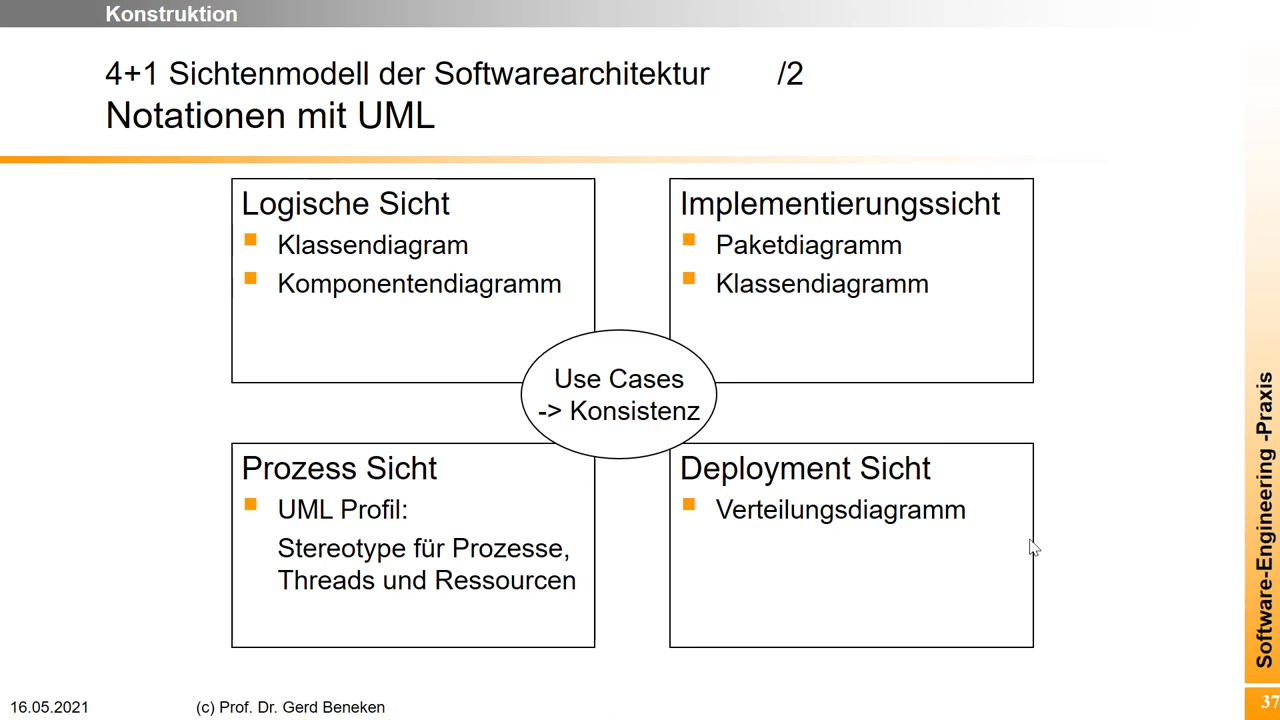 Konstruktion
4+1 Sichtenmodell der Softwarearchitektur /2
Notationen mit UML
Logische Sicht
Klassendiagram
Komponentendiagramm
Implementierungssicht
Paketdiagramm
Klassendiagramm
Use Cases
-> Konsistenz
Prozess Sicht
UML Profil:
Stereotype für Prozesse,
Threads und Ressourcen
Deployment Sicht
Verteilungsdiagramm
Software-Engineering -Praxis
16.05.2021
(c) Prof. Dr. Gerd Beneken
37